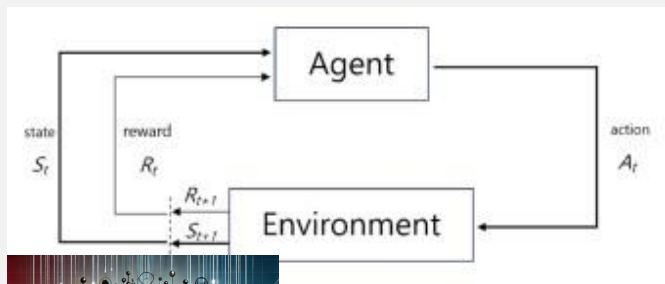 Agent
state
reward
action
S_t
R_t
A_t
R_{t+1}
S_{t+1}
Environment